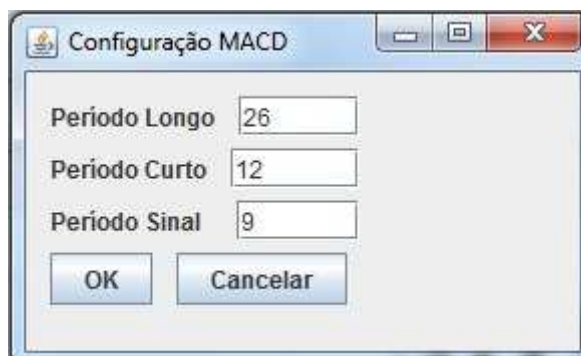 Configuração MACD
Período Longo 26
Período Curto 12
Período Sinal 9
OK Cancelar